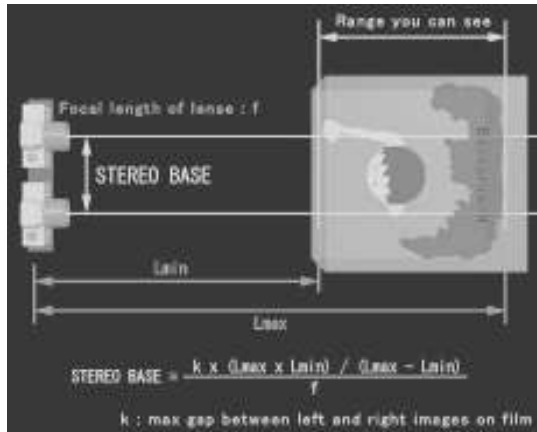 Range you can see
Focal length of lense : f
STEREO BASE
Lmin
Lmax
STEREO BASE = k x (Lmax x Lmin) / (Lmax - Lmin)
f
k : max gap between left and right images on film